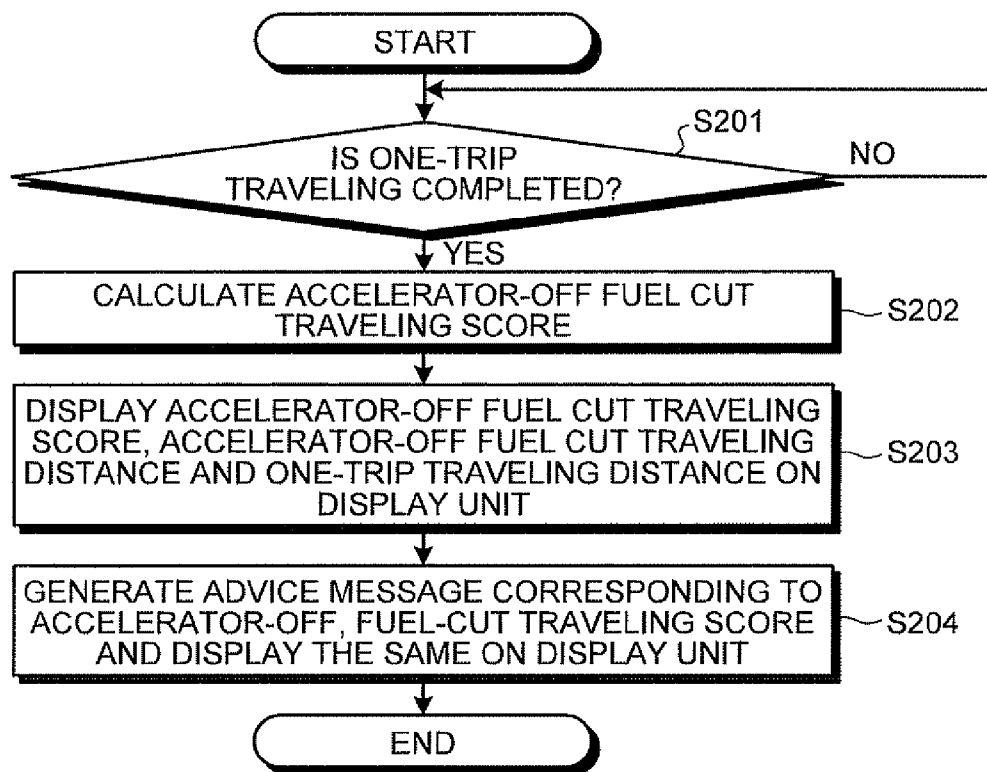 START
S201
IS ONE-TRIP
TRAVELING COMPLETED?
NO
YES
CALCULATE ACCELERATOR-OFF FUEL CUT
TRAVELING SCORE
S202
DISPLAY ACCELERATOR-OFF FUEL CUT TRAVELING
SCORE, ACCELERATOR-OFF FUEL CUT TRAVELING
DISTANCE AND ONE-TRIP TRAVELING DISTANCE ON
DISPLAY UNIT
S203
GENERATE ADVICE MESSAGE CORRESPONDING TO
ACCELERATOR-OFF, FUEL-CUT TRAVELING SCORE
AND DISPLAY THE SAME ON DISPLAY UNIT
S204
END